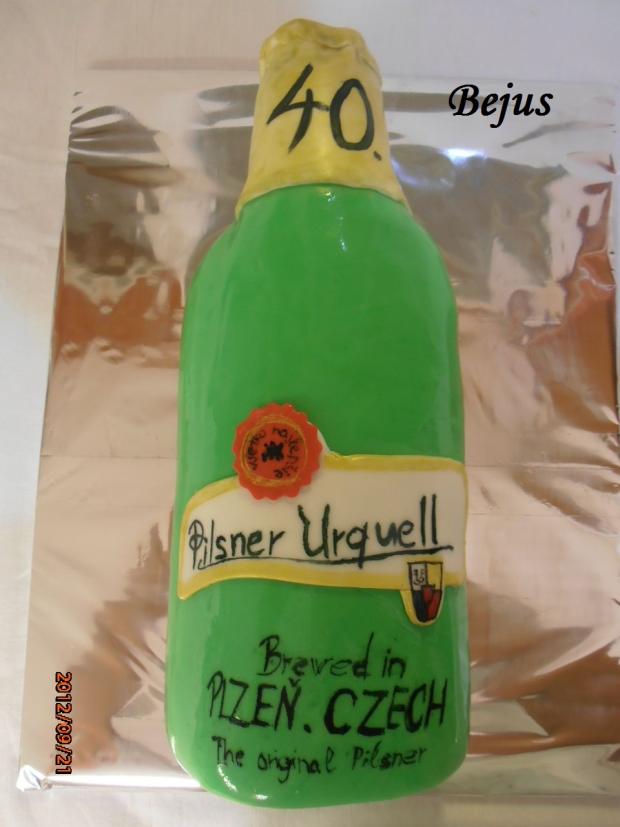 40.
Bejus
Pilsner Urquell
Brewed in
PLZEŇ. CZECH
The original Pilsner
2012/09/21